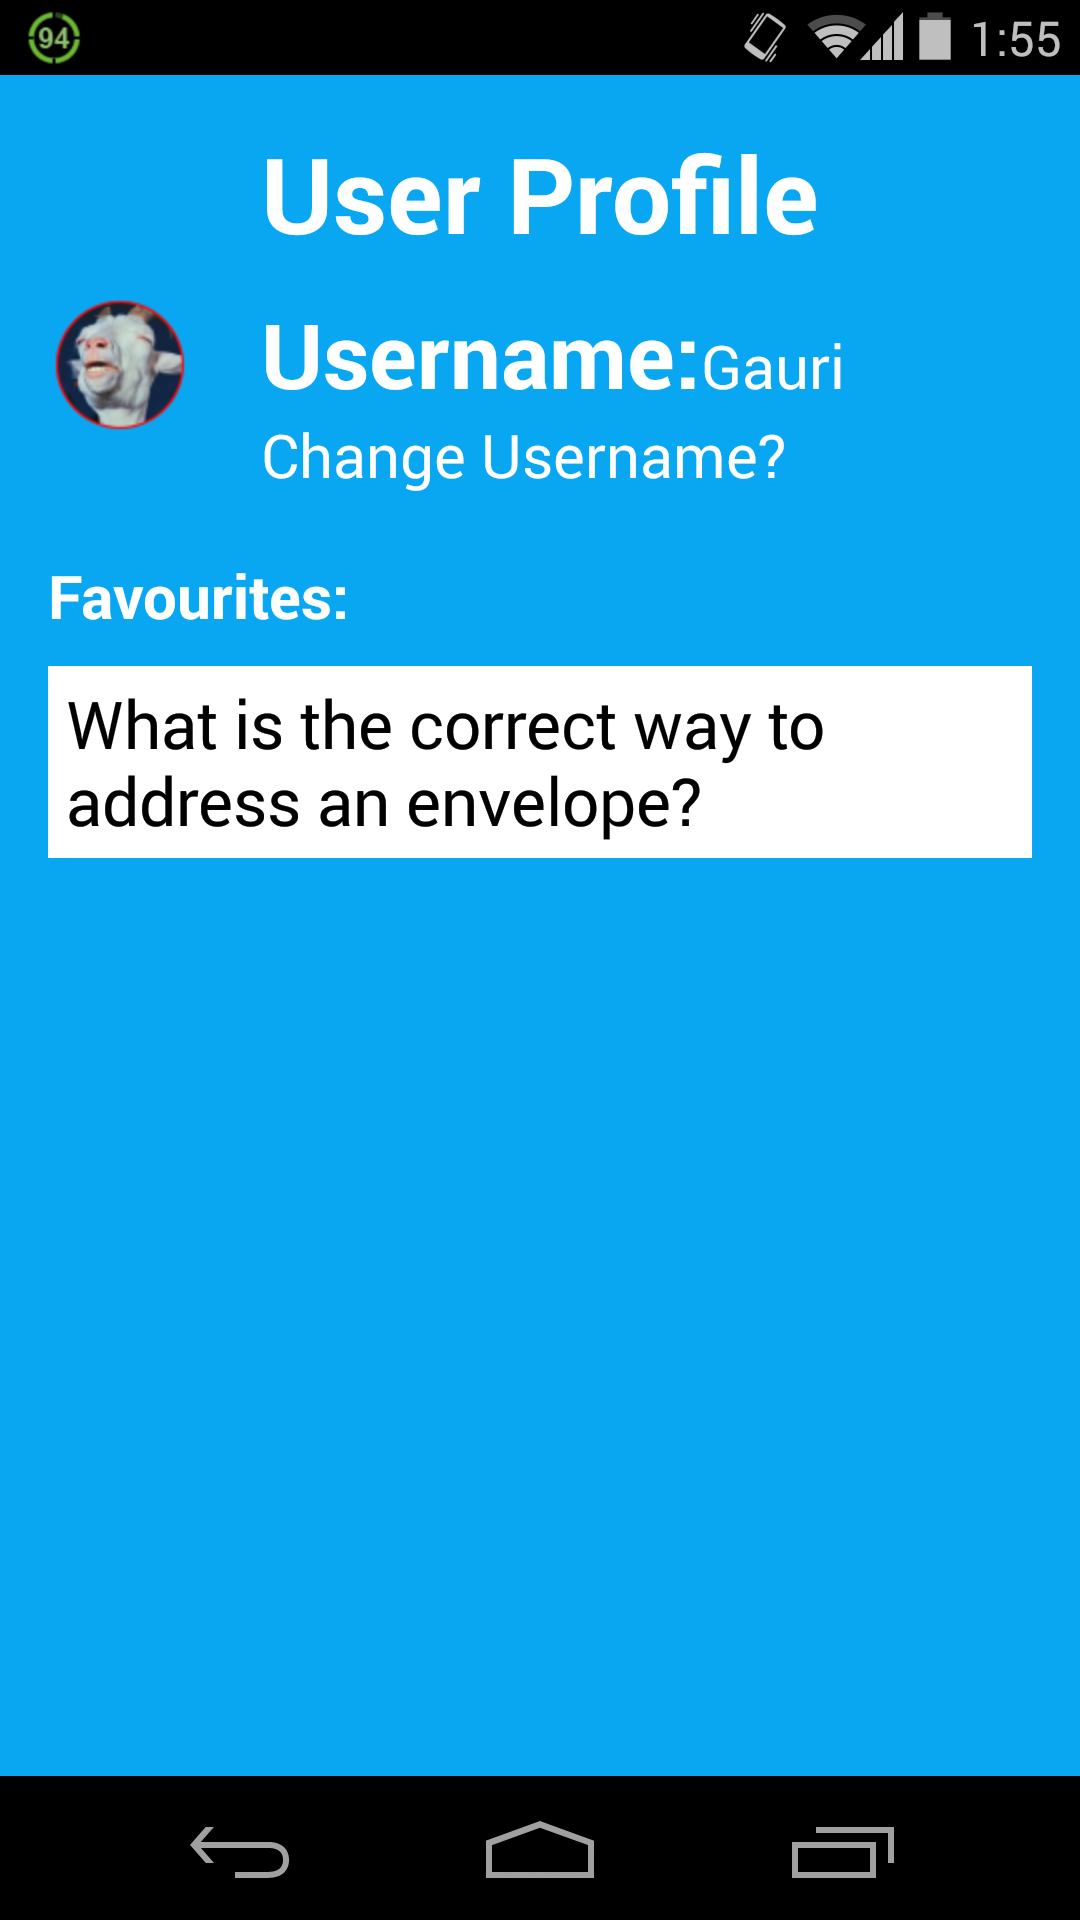 94
1:55
User Profile
Username:Gauri
Change Username?
Favourites:
What is the correct way to
address an envelope?